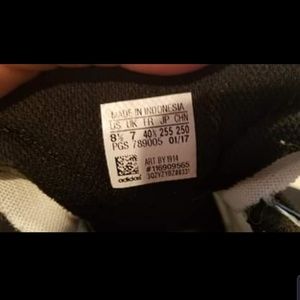 MADE IN INDONESIA
US UK FR JP CHN
8½ 7 40⅔ 255 250
PGS 789005 01/17
ART BY1914
#116909565
adidas